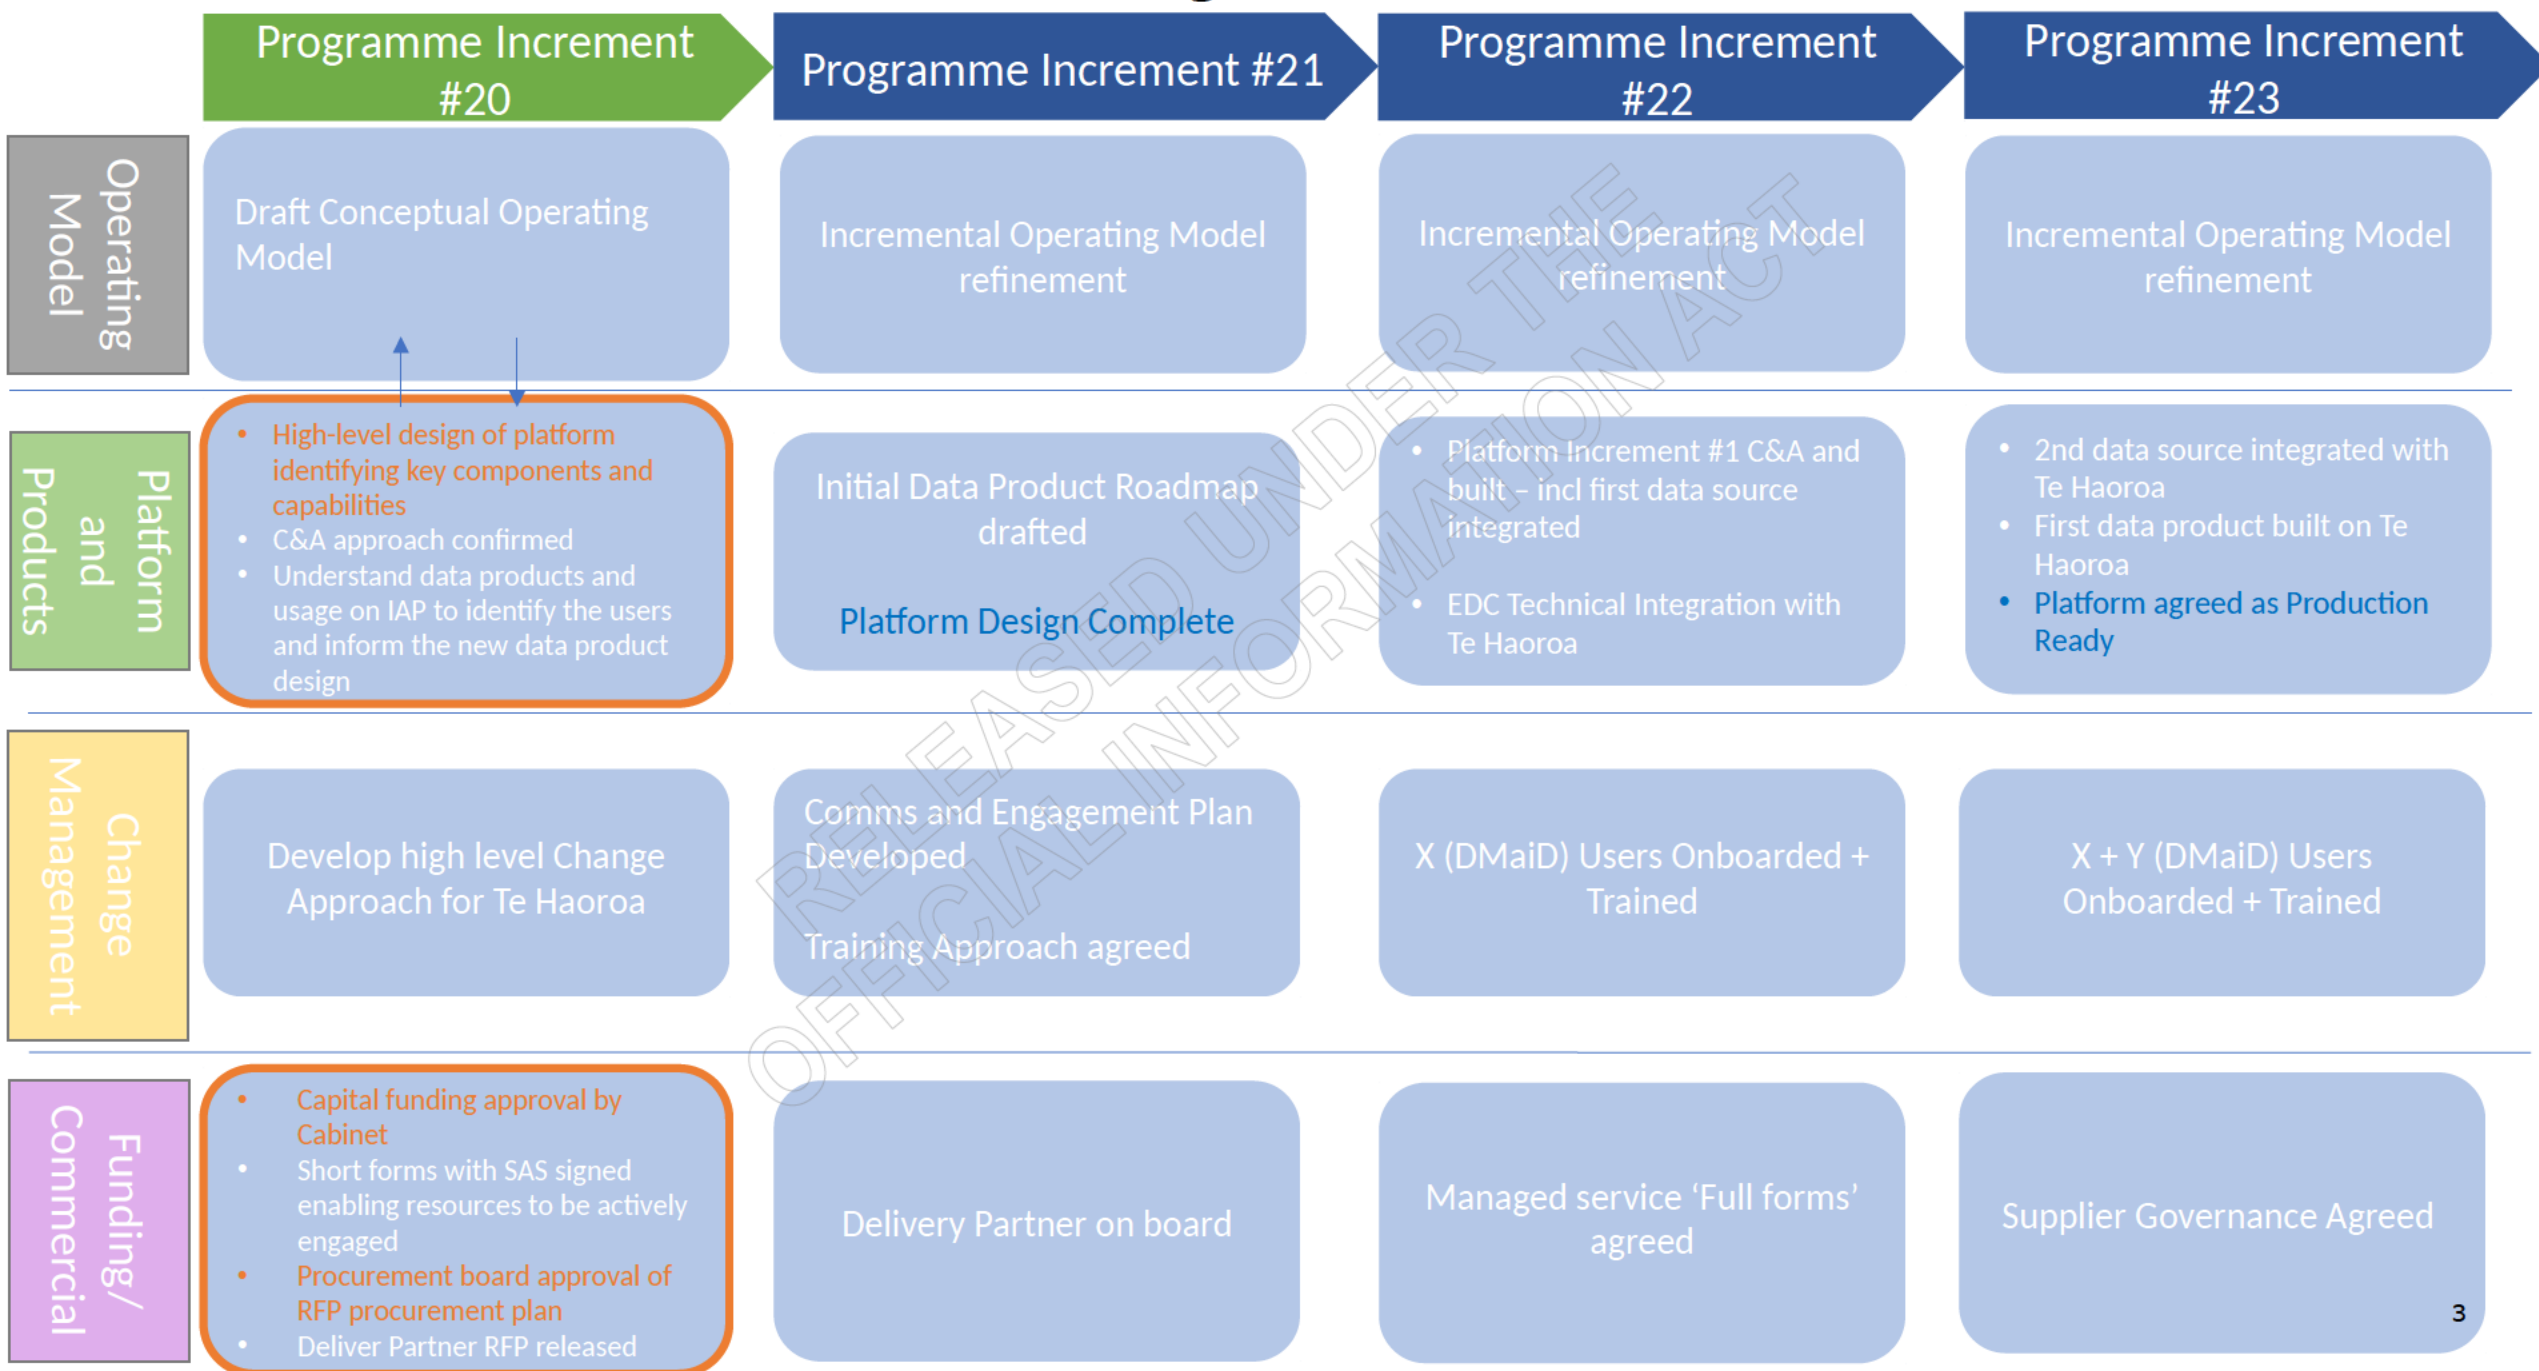 Programme Increment
#20
Programme Increment #21
Programme Increment
#22
Programme Increment
#23
Operating
Model
Draft Conceptual Operating
Model
Incremental Operating Model
refinement
Incremental Operating Model
refinement
Incremental Operating Model
refinement
Platform
and
Products
• High-level design of platform
identifying key components and
capabilities
• C&A approach confirmed
• Understand data products and
usage on IAP to identify the users
and inform the new data product
design
Initial Data Product Roadmap
drafted
Platform Design Complete
• Platform Increment #1 C&A and
built – incl first data source
integrated
• EDC Technical Integration with
Te Haoroa
• 2nd data source integrated with
Te Haoroa
• First data product built on Te
Haoroa
• Platform agreed as Production
Ready
Change
Management
Develop high level Change
Approach for Te Haoroa
Comms and Engagement Plan
Developed
Training Approach agreed
X (DMaiD) Users Onboarded +
Trained
X + Y (DMaiD) Users
Onboarded + Trained
Funding/
Commercial
• Capital funding approval by
Cabinet
• Short forms with SAS signed
enabling resources to be actively
engaged
• Procurement board approval of
RFP procurement plan
• Deliver Partner RFP released
Delivery Partner on board
Managed service ‘Full forms’
agreed
Supplier Governance Agreed
3
RELEASED UNDER THE
OFFICIAL INFORMATION ACT